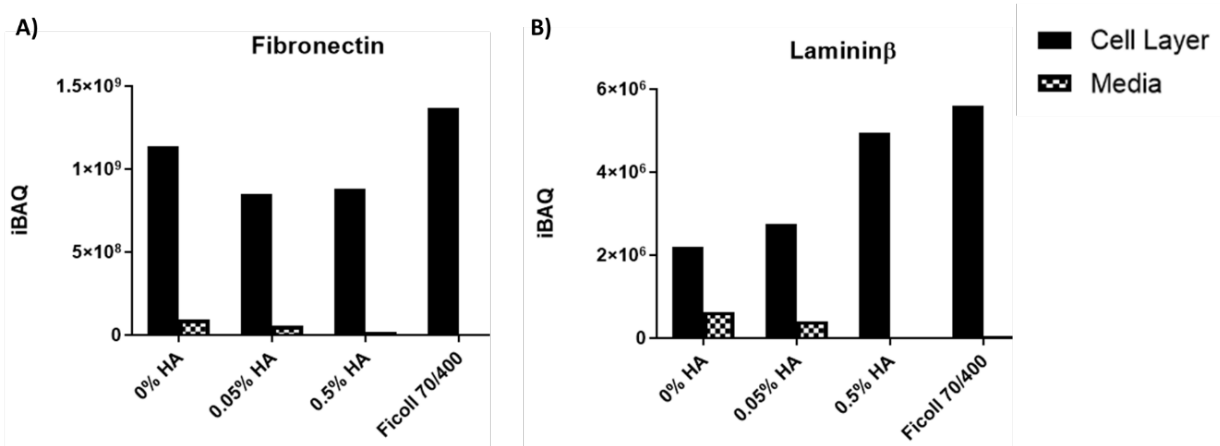 A)
Fibronectin
iBAQ
1.5×10⁹
1×10⁹
5×10⁸
0
0% HA
0.05% HA
0.5% HA
Ficoll 70/400
B)
Lamininβ
iBAQ
6×10⁶
4×10⁶
2×10⁶
0
0% HA
0.05% HA
0.5% HA
Ficoll 70/400
Cell Layer
Media